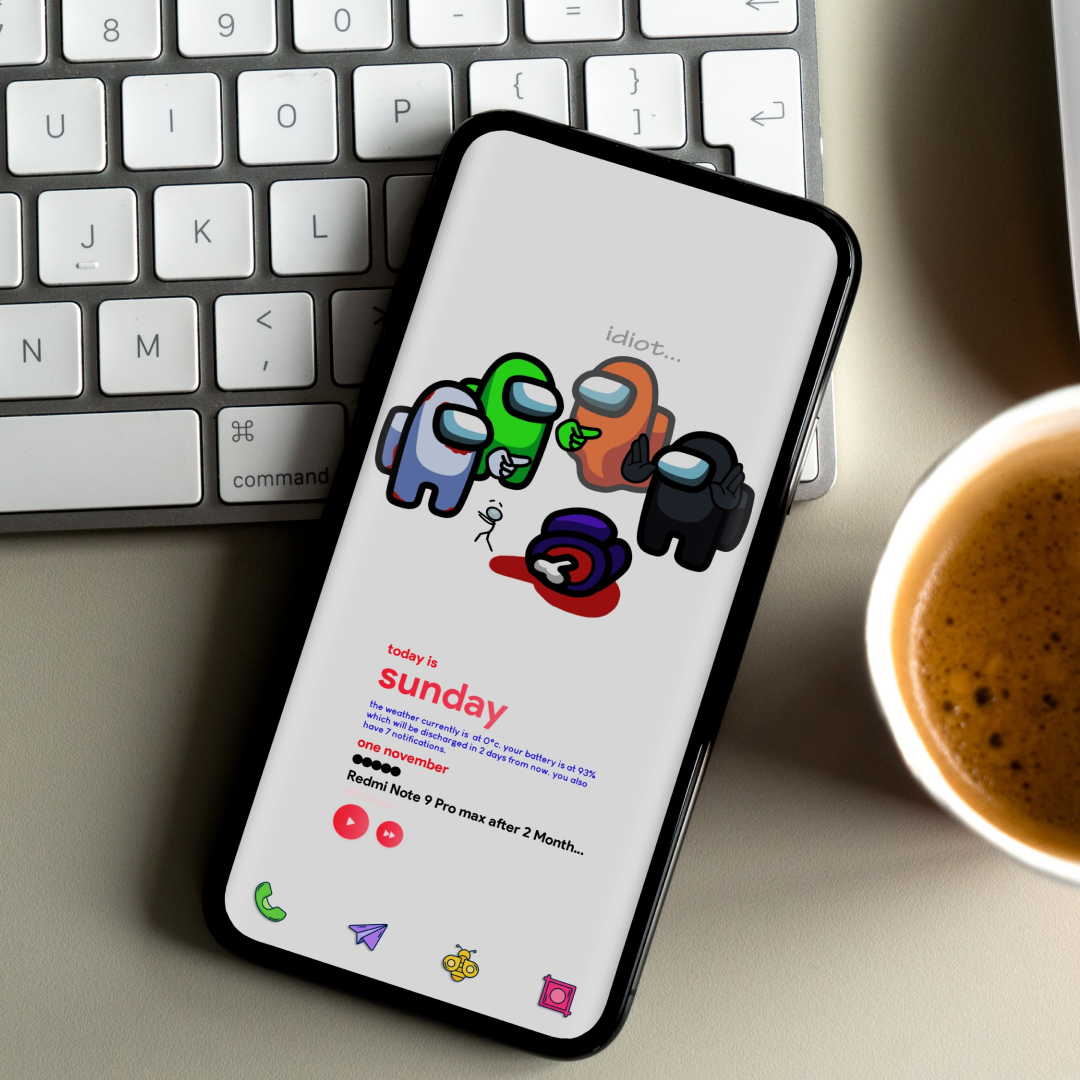 8 9 0 - =
U I O P { }
]
J K L
N M <
,
⌘
command
idiot...
today is
sunday
the weather currently is at 0°c. your battery is at 93%
which will be discharged in 2 days from now. you also
have 7 notifications.
one november
Redmi Note 9 Pro max after 2 Month...